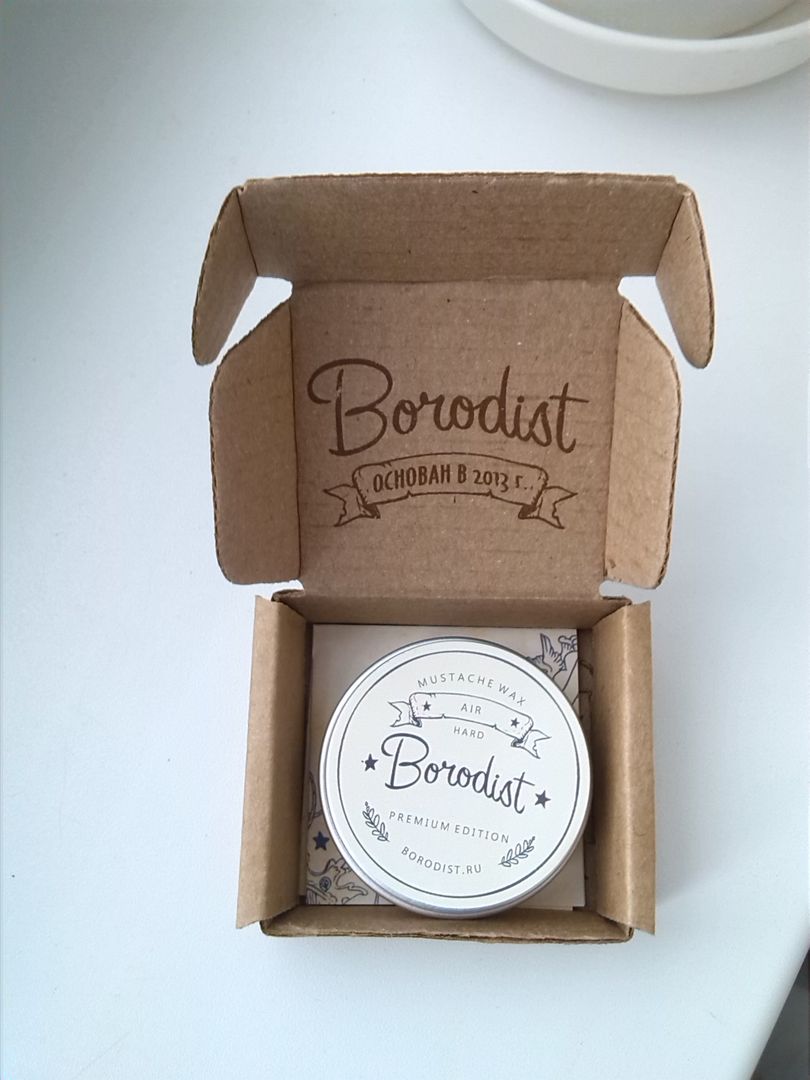 Borodist
ОСНОВАН В 2013 г.
MUSTACHE WAX
AIR
HARD
Borodist
PREMIUM EDITION
BORODIST.RU